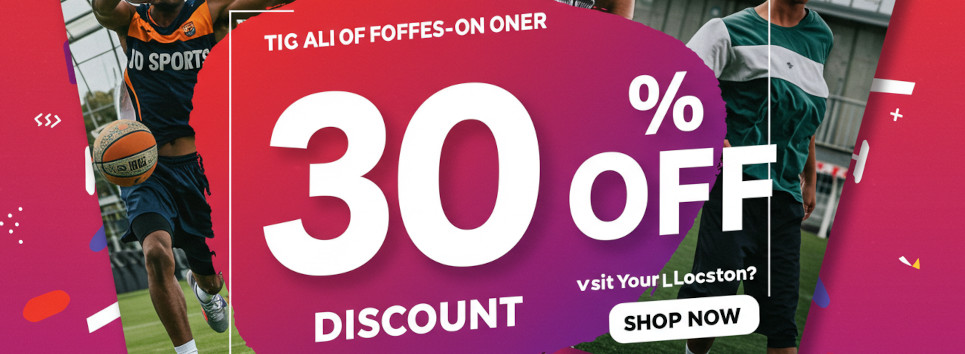 TIG ALI OF FOFFES-ON ONER
JO SPORTS
30%
OFF
DISCOUNT
vsit Your LLocston?
SHOP NOW